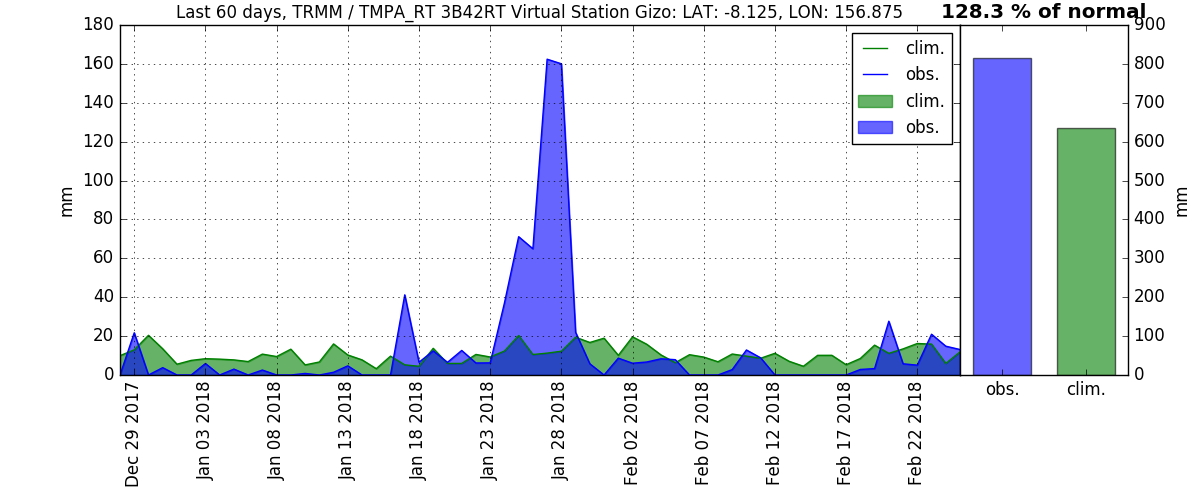 Last 60 days, TRMM / TMPA_RT 3B42RT Virtual Station Gizo: LAT: -8.125, LON: 156.875
128.3 % of normal
180
160
140
120
100
80
60
40
20
0
mm
clim.
obs.
clim.
obs.
Dec 29 2017
Jan 03 2018
Jan 08 2018
Jan 13 2018
Jan 18 2018
Jan 23 2018
Jan 28 2018
Feb 02 2018
Feb 07 2018
Feb 12 2018
Feb 17 2018
Feb 22 2018
900
800
700
600
500
400
300
200
100
0
mm
obs.
clim.